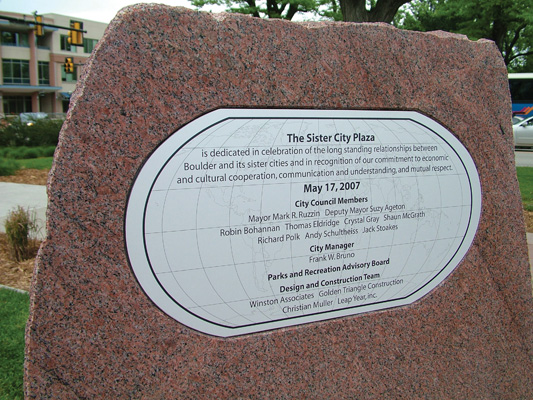 The Sister City Plaza
is dedicated in celebration of the long standing relationships between
Boulder and its sister cities and in recognition of our commitment to economic
and cultural cooperation, communication and understanding, and mutual respect.
May 17, 2007
City Council Members
Mayor Mark R. Ruzzin Deputy Mayor Suzy Ageton
Robin Bohannan Thomas Eldridge Crystal Gray Shaun McGrath
Richard Polk Andy Schultheiss Jack Stoakes
City Manager
Frank W. Bruno
Parks and Recreation Advisory Board
Design and Construction Team
Winston Associates Golden Triangle Construction
Christian Muller Leap Year, inc.